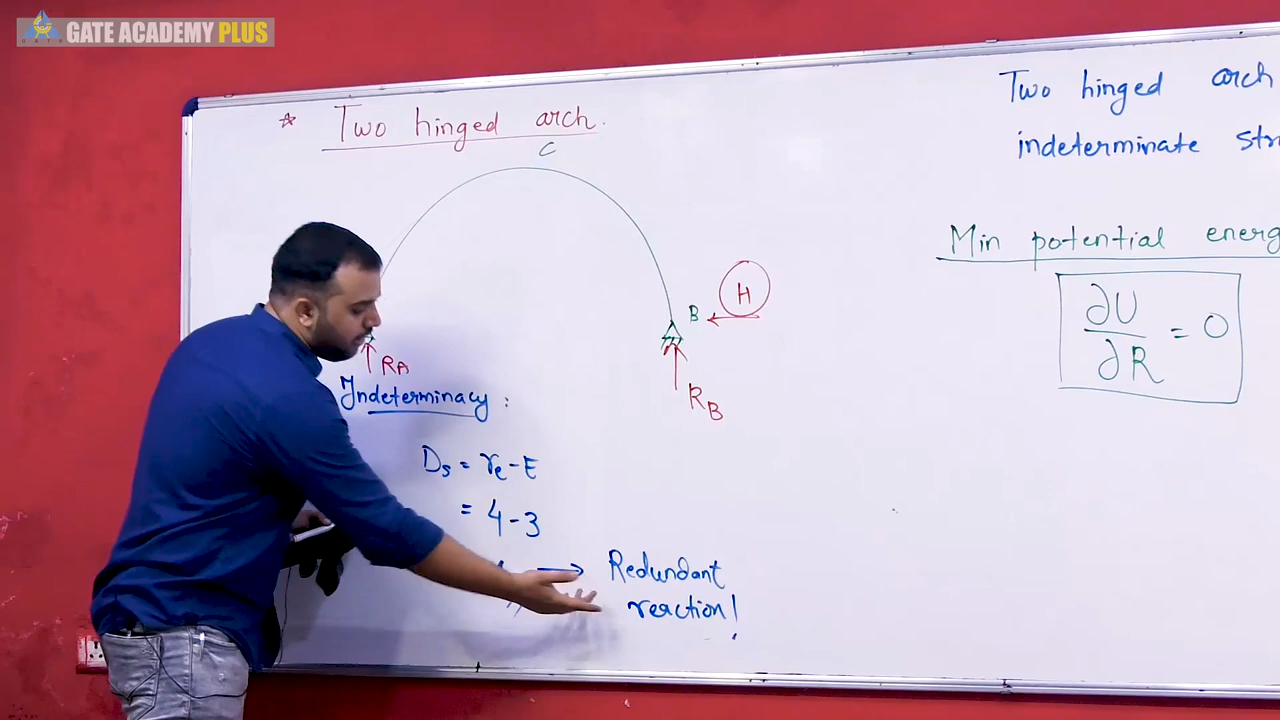 GATE ACADEMY PLUS
GATE
☆ Two hinged arch.
C
B
H
RA
RB
Indeterminacy :
Ds = re - E
= 4 - 3
→ Redundant
reaction!
Two hinged arch
indeterminate str
Min potential energ
∂U
∂R
= 0